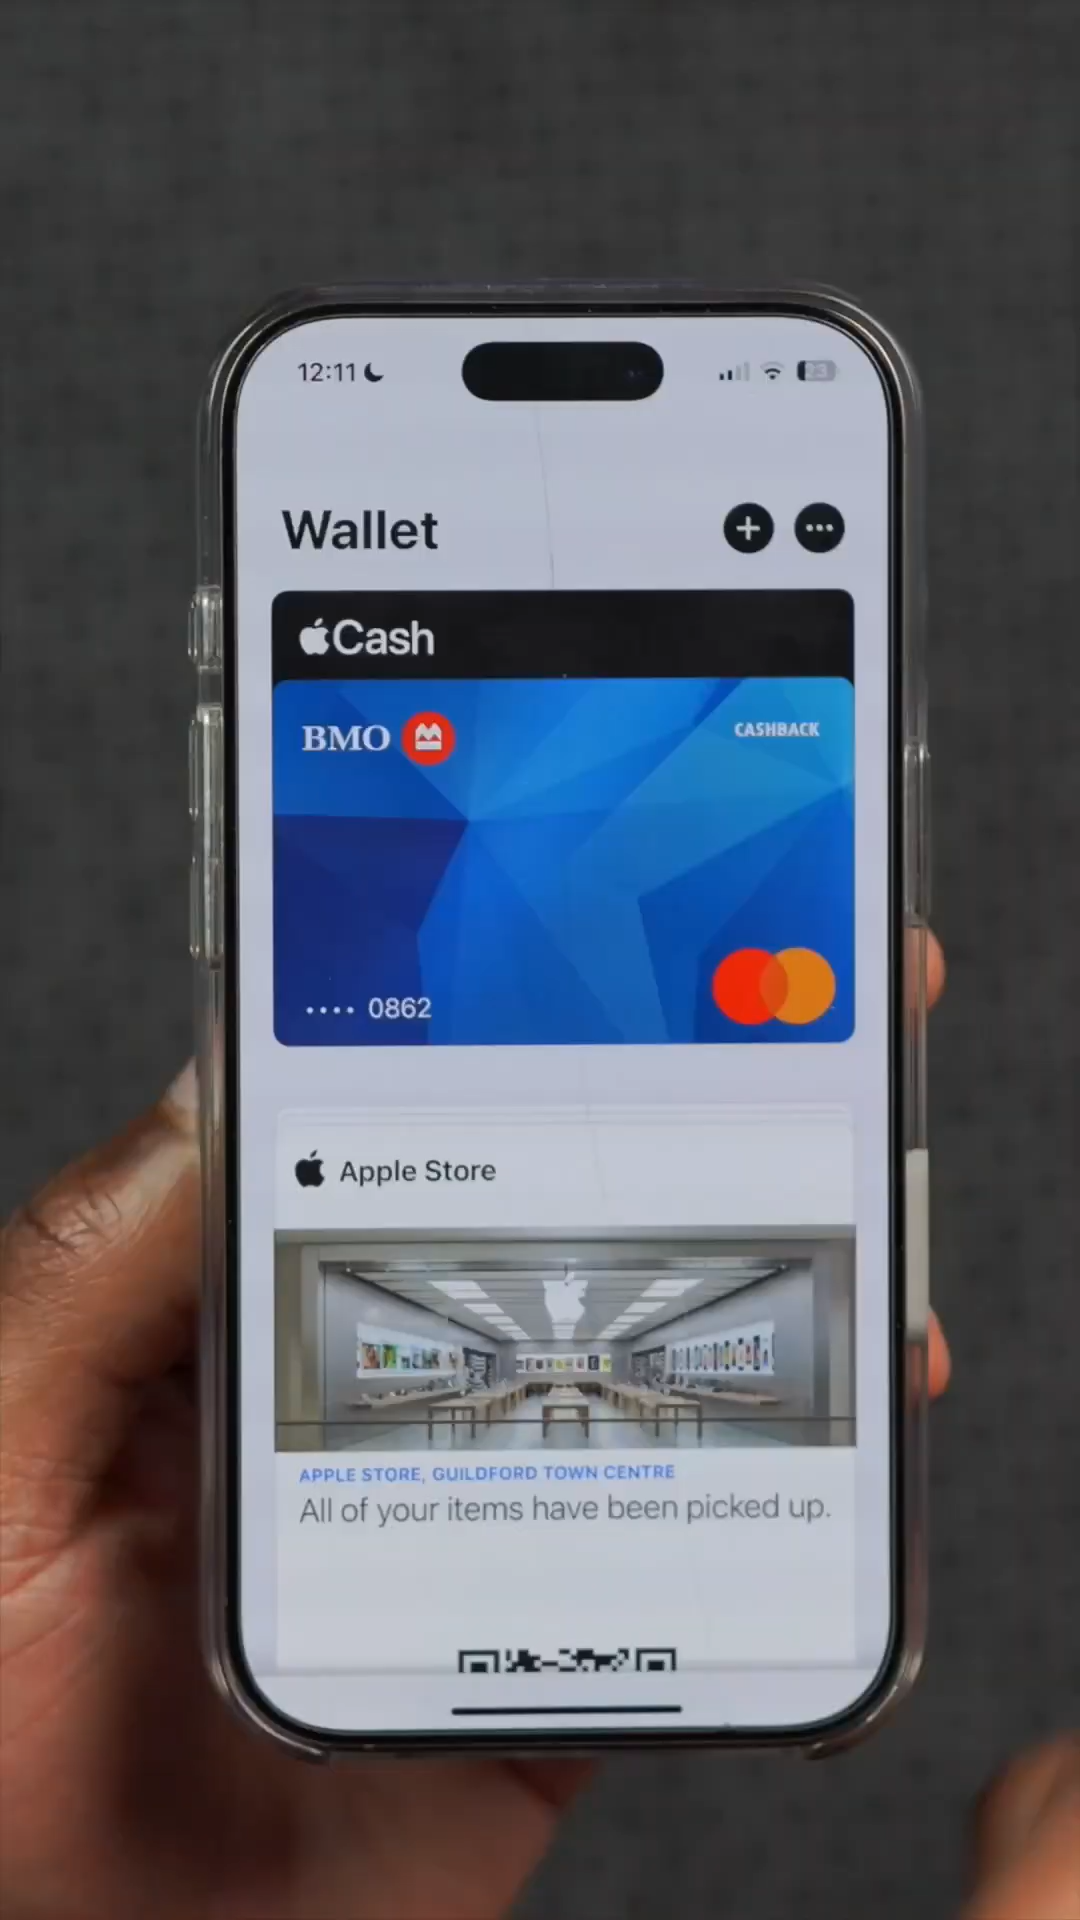 12:11
23
Wallet
Cash
BMO
CASHBACK
•••• 0862
Apple Store
APPLE STORE, GUILDFORD TOWN CENTRE
All of your items have been picked up.